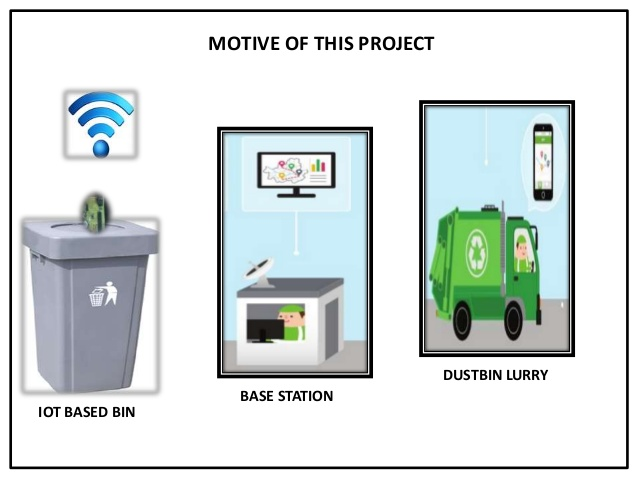 MOTIVE OF THIS PROJECT
IOT BASED BIN
BASE STATION
DUSTBIN LURRY